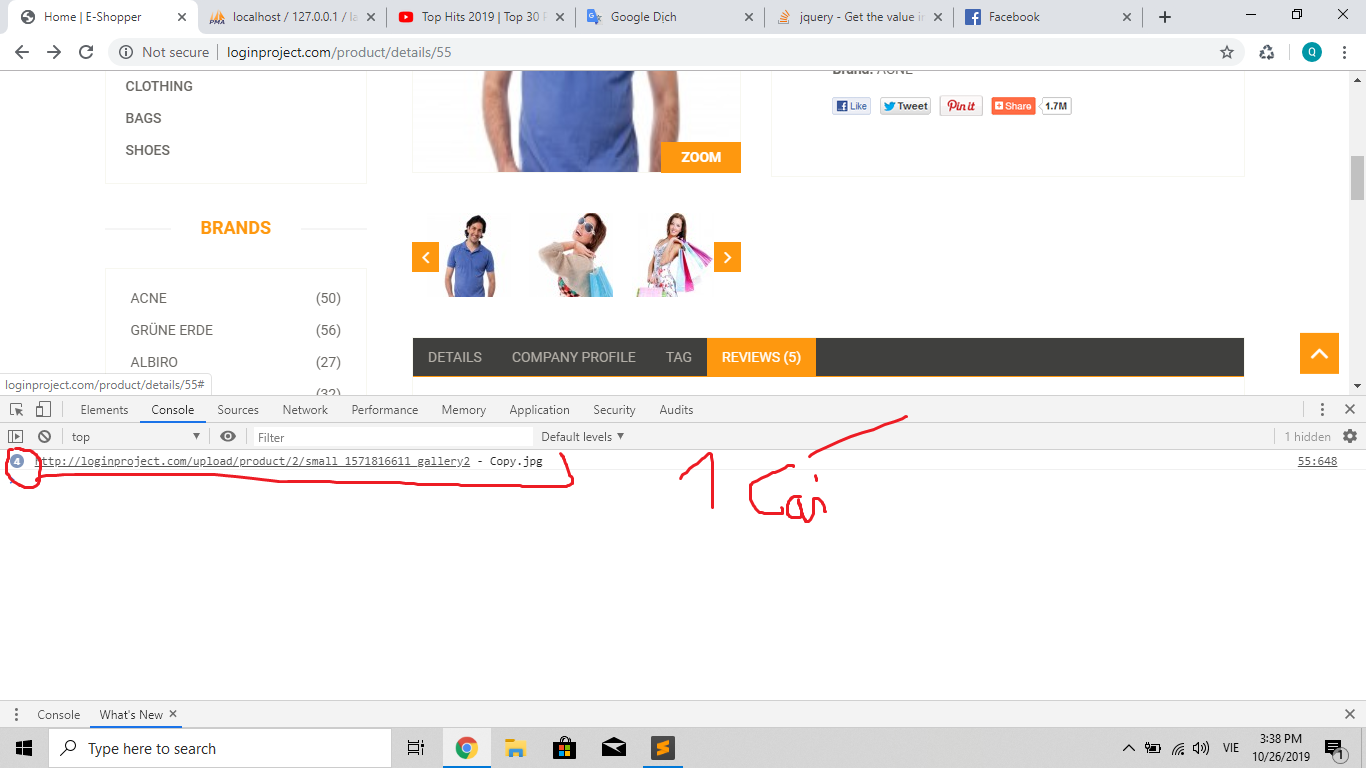 Home | E-Shopper
localhost / 127.0.0.1 / la
Top Hits 2019 | Top 30 P
Google Dịch
jquery - Get the value in
Facebook
Not secure | loginproject.com/product/details/55
Q
CLOTHING
BAGS
SHOES
Brand: ACNE
Like
Tweet
Pin it
Share
1.7M
ZOOM
BRANDS
ACNE (50)
GRÜNE ERDE (56)
ALBIRO (27)
(32)
DETAILS
COMPANY PROFILE
TAG
REVIEWS (5)
loginproject.com/product/details/55#
Elements Console Sources Network Performance Memory Application Security Audits
top Filter Default levels 1 hidden
4 http://loginproject.com/upload/product/2/small_1571816611_gallery2 - Copy.jpg 55:648
1 Cái
Console What's New
Type here to search
VIE
3:38 PM
10/26/2019
1